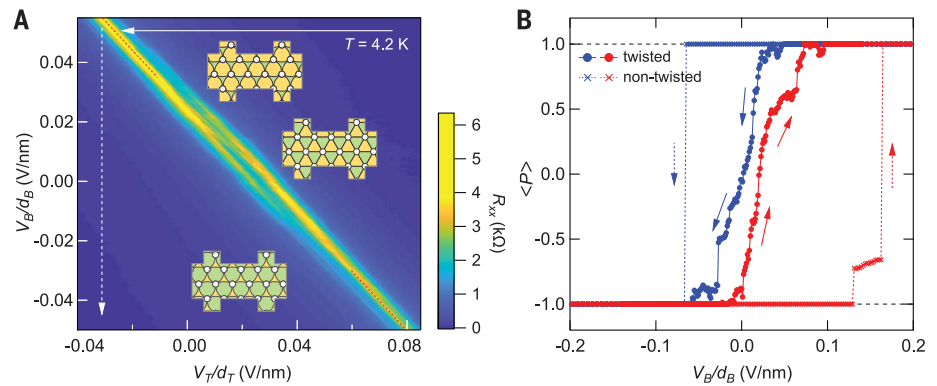 A
T = 4.2 K
0.04
0.02
0.00
-0.02
-0.04
V_B/d_B (V/nm)
-0.04
0.00
0.04
0.08
V_T/d_T (V/nm)
6
5
4
3
2
1
0
R_xx (kΩ)
B
twisted
non-twisted
1.0
0.5
0.0
-0.5
-1.0
<P>
-0.2
-0.1
0.0
0.1
0.2
V_B/d_B (V/nm)